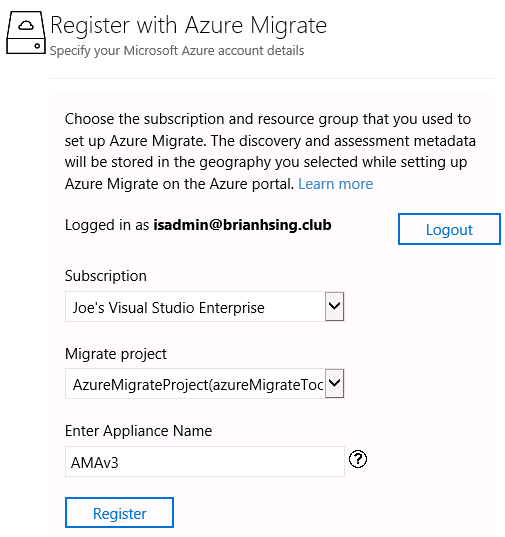 Register with Azure Migrate
Specify your Microsoft Azure account details
Choose the subscription and resource group that you used to
set up Azure Migrate. The discovery and assessment metadata
will be stored in the geography you selected while setting up
Azure Migrate on the Azure portal. Learn more
Logged in as isadmin@brianhsing.club
Logout
Subscription
Joe's Visual Studio Enterprise
Migrate project
AzureMigrateProject(azureMigrateToc
Enter Appliance Name
AMAv3
?
Register